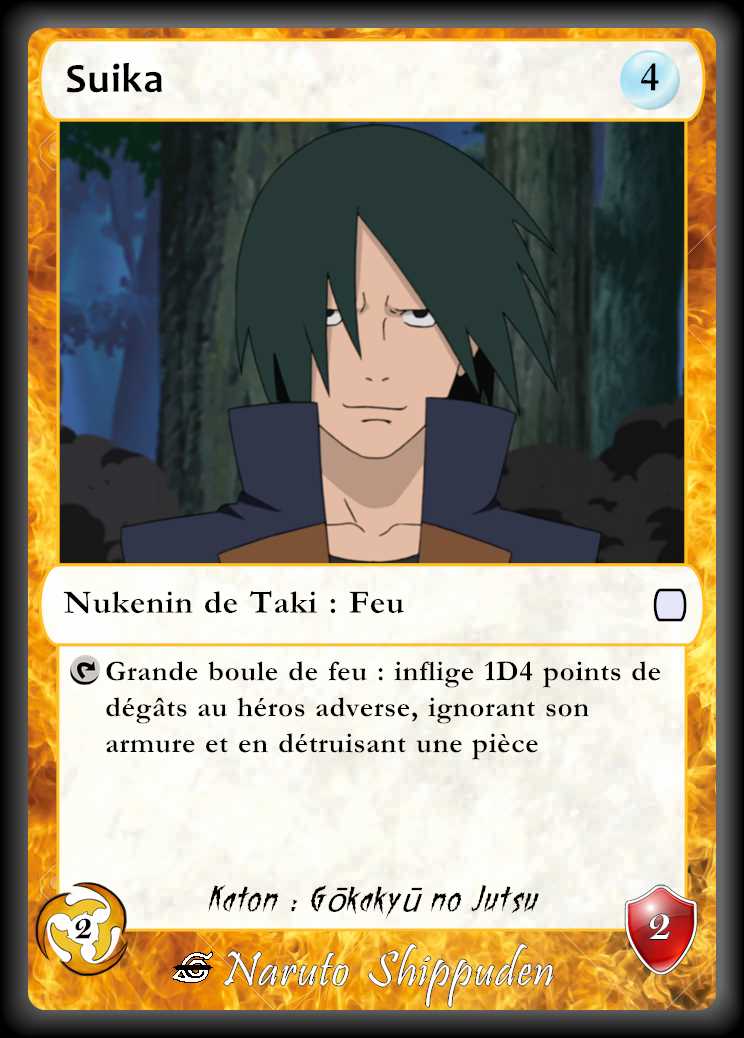 Suika
4
Nukenin de Taki : Feu
Grande boule de feu : inflige 1D4 points de
dégâts au héros adverse, ignorant son
armure et en détruisant une pièce
Katon : Gōkakyū no Jutsu
2
2
Naruto Shippuden